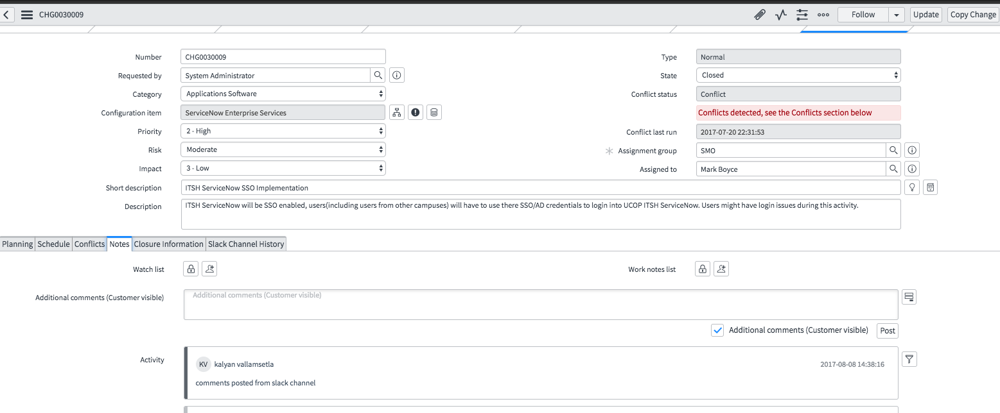 CHG0030009
Follow
Update
Copy Change
Number CHG0030009
Type Normal
Requested by System Administrator
State Closed
Category Applications Software
Conflict status Conflict
Configuration item ServiceNow Enterprise Services
Conflicts detected, see the Conflicts section below
Priority 2 - High
Conflict last run 2017-07-20 22:31:53
Risk Moderate
Assignment group SMO
Impact 3 - Low
Assigned to Mark Boyce
Short description ITSH ServiceNow SSO Implementation
Description ITSH ServiceNow will be SSO enabled, users(including users from other campuses) will have to use there SSO/AD credentials to login into UCOP ITSH ServiceNow. Users might have login issues during this activity.
Planning Schedule Conflicts Notes Closure Information Slack Channel History
Watch list
Work notes list
Additional comments (Customer visible) Additional comments (Customer visible)
Additional comments (Customer visible) Post
Activity
KV kalyan vallamsetla 2017-08-08 14:38:16
comments posted from slack channel